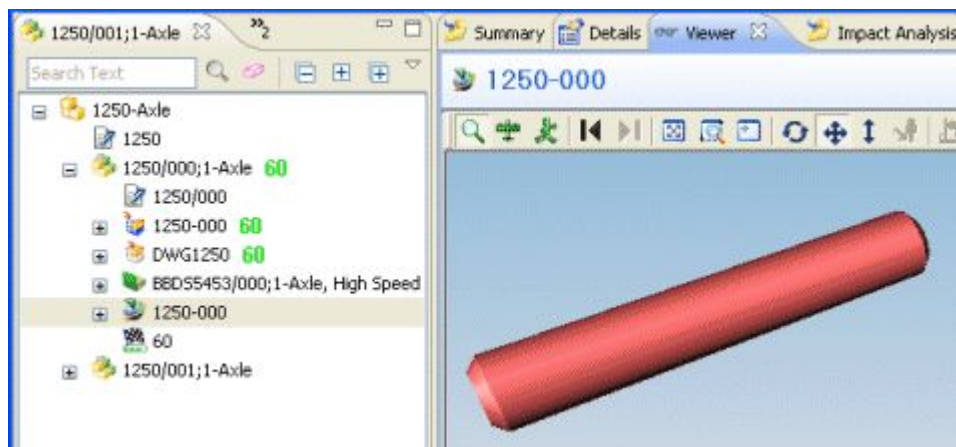 1250/001;1-Axle
»2
Summary Details Viewer Impact Analysis
Search Text
1250-000
1250-Axle
1250
1250/000;1-Axle 60
1250/000
1250-000 60
DWG1250 60
BBDS5453/000;1-Axle, High Speed
1250-000
60
1250/001;1-Axle